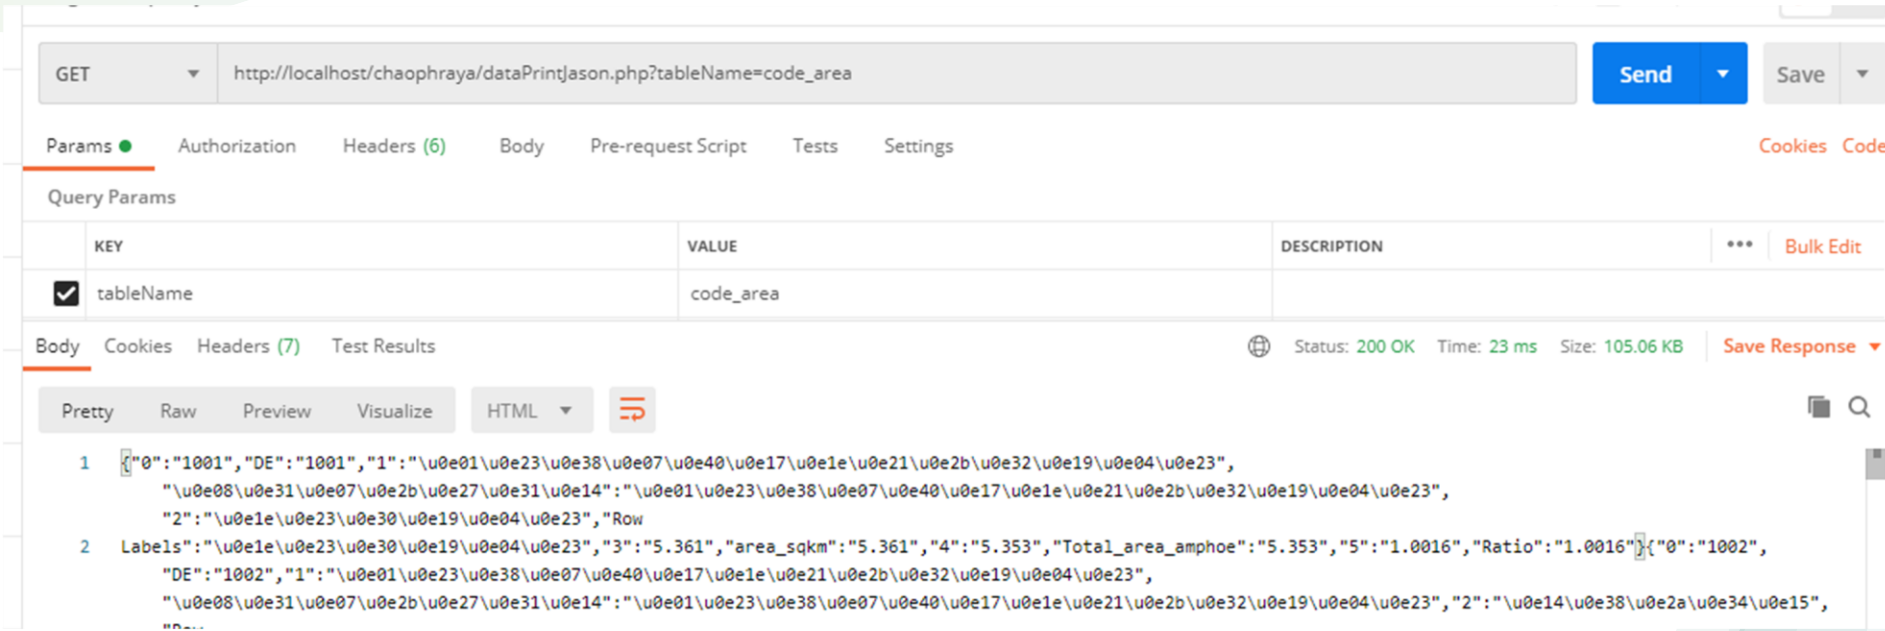 GET http://localhost/chaophraya/dataPrintJason.php?tableName=code_area Send Save
Params Authorization Headers (6) Body Pre-request Script Tests Settings Cookies Code
Query Params
KEY VALUE DESCRIPTION ••• Bulk Edit
tableName code_area
Body Cookies Headers (7) Test Results Status: 200 OK Time: 23 ms Size: 105.06 KB Save Response
Pretty Raw Preview Visualize HTML
1 {"0":"1001","DE":"1001","1":"\u0e01\u0e23\u0e38\u0e07\u0e40\u0e17\u0e1e\u0e21\u0e2b\u0e32\u0e19\u0e04\u0e23",
"\u0e08\u0e31\u0e07\u0e2b\u0e27\u0e31\u0e14":"\u0e01\u0e23\u0e38\u0e07\u0e40\u0e17\u0e1e\u0e21\u0e2b\u0e32\u0e19\u0e04\u0e23",
"2":"\u0e1e\u0e23\u0e30\u0e19\u0e04\u0e23","Row
2 Labels":"\u0e1e\u0e23\u0e30\u0e19\u0e04\u0e23","3":"5.361","area_sqkm":"5.361","4":"5.353","Total_area_amphoe":"5.353","5":"1.0016","Ratio":"1.0016"}{"0":"1002",
"DE":"1002","1":"\u0e01\u0e23\u0e38\u0e07\u0e40\u0e17\u0e1e\u0e21\u0e2b\u0e32\u0e19\u0e04\u0e23",
"\u0e08\u0e31\u0e07\u0e2b\u0e27\u0e31\u0e14":"\u0e01\u0e23\u0e38\u0e07\u0e40\u0e17\u0e1e\u0e21\u0e2b\u0e32\u0e19\u0e04\u0e23","2":"\u0e14\u0e38\u0e2a\u0e34\u0e15",
"Row